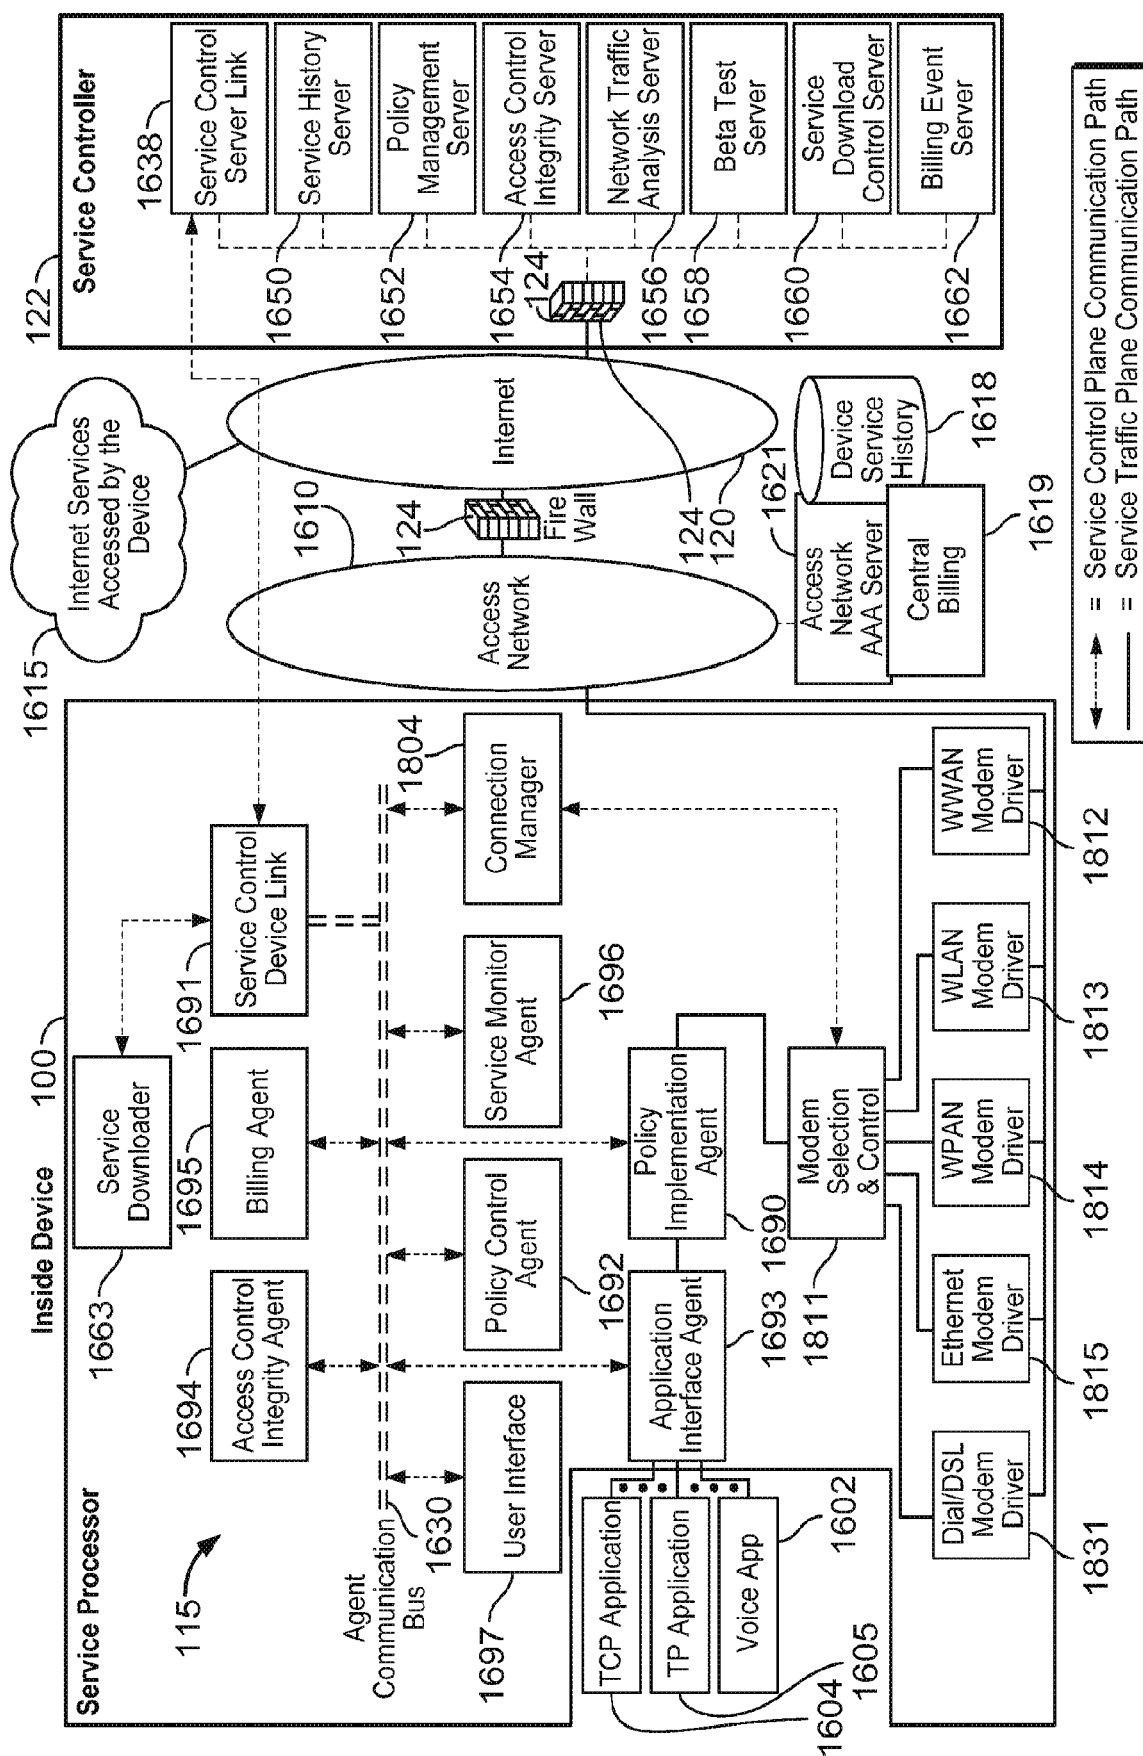 Inside Device
100
Service Processor
115
1663
Service
Downloader
1694
Access Control
Integrity Agent
1695
Billing Agent
1691
Service Control
Device Link
Agent
Communication
Bus
1630
User Interface
1697
Policy Control
Agent
1692
Service Monitor
Agent
1696
1804
Connection
Manager
TCP Application
TP Application
Voice App
1604
1605
1602
Application
Interface Agent
1693
Policy
Implementation
Agent
1690
1811
Modem
Selection
& Control
Dial/DSL
Modem
Driver
1831
Ethernet
Modem
Driver
1815
WPAN
Modem
Driver
1814
WLAN
Modem
Driver
1813
WWAN
Modem
Driver
1812
1615
Internet Services
Accessed by the
Device
1610
Access
Network
124
Fire
Wall
Internet
124
120
1621
Access
Network
AAA Server
Device
Service
History
1618
Central
Billing
1619
122
Service Controller
1638
Service Control
Server Link
1650
Service History
Server
1652
Policy
Management
Server
1654
Access Control
Integrity Server
124
1656
Network Traffic
Analysis Server
1658
Beta Test
Server
1660
Service
Download
Control Server
1662
Billing Event
Server
= Service Control Plane Communication Path
= Service Traffic Plane Communication Path